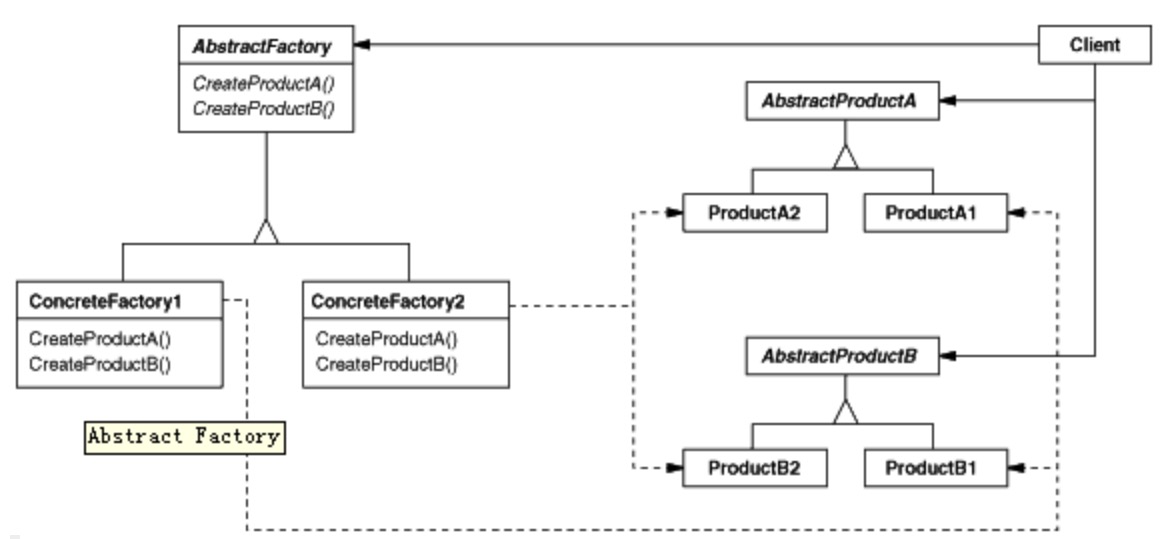 AbstractFactory
CreateProductA()
CreateProductB()
Client
AbstractProductA
ProductA2
ProductA1
ConcreteFactory1
CreateProductA()
CreateProductB()
ConcreteFactory2
CreateProductA()
CreateProductB()
AbstractProductB
ProductB2
ProductB1
Abstract Factory